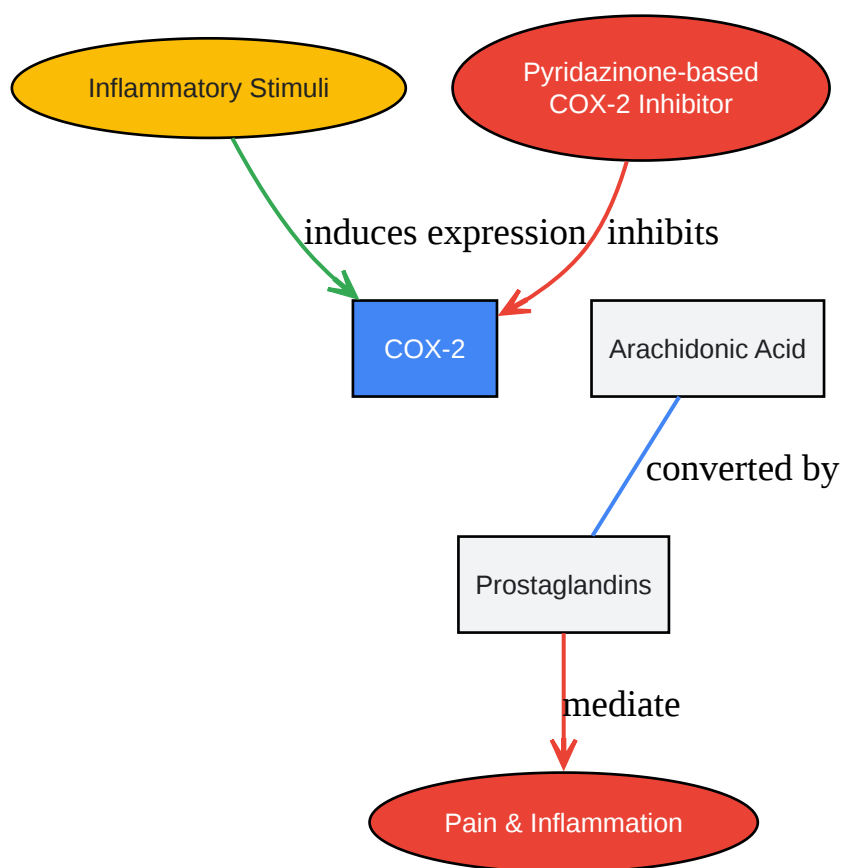 Inflammatory Stimuli
Pyridazinone-based
COX-2 Inhibitor
induces expression
inhibits
COX-2
Arachidonic Acid
converted by
Prostaglandins
mediate
Pain & Inflammation